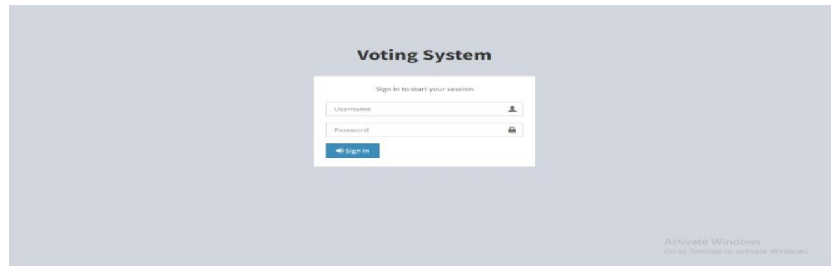 Voting System
Sign in to start your session
Username
Password
Sign In
Activate Windows
Go to Settings to activate Windows.